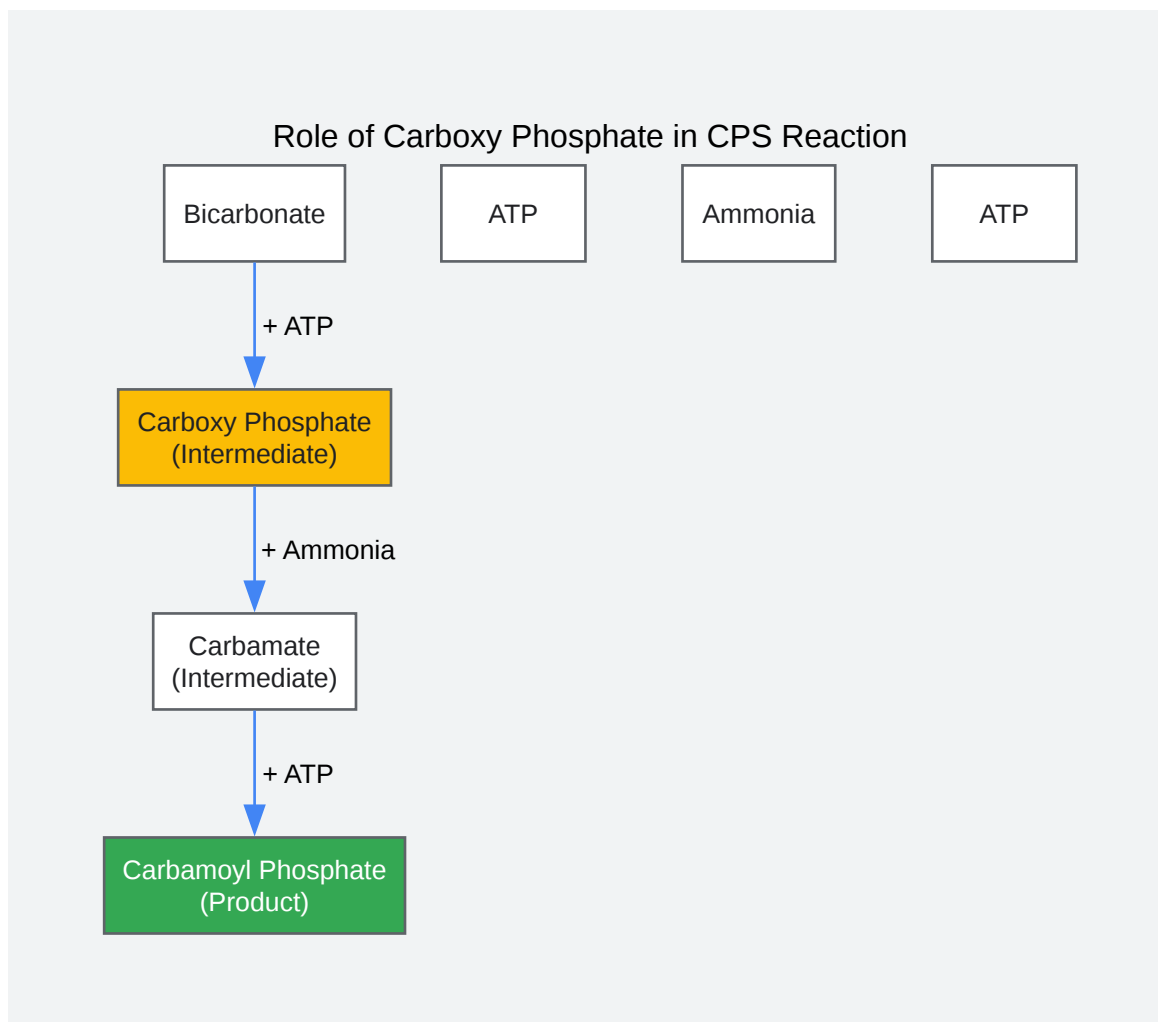 Role of Carboxy Phosphate in CPS Reaction
Bicarbonate
ATP
Ammonia
ATP
+ ATP
Carboxy Phosphate
(Intermediate)
+ Ammonia
Carbamate
(Intermediate)
+ ATP
Carbamoyl Phosphate
(Product)